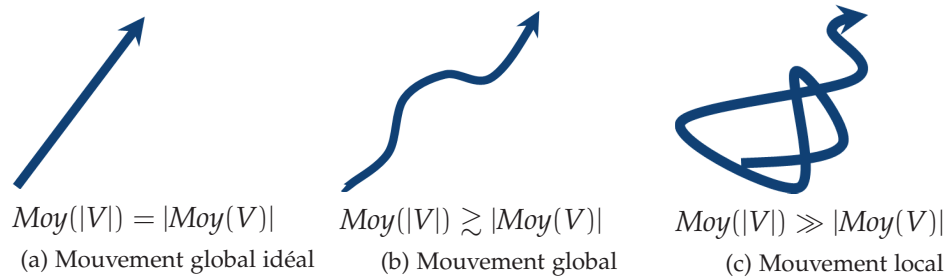 Moy(|V|) = |Moy(V)|
Moy(|V|) ≳ |Moy(V)|
Moy(|V|) ≫ |Moy(V)|
(a) Mouvement global idéal
(b) Mouvement global
(c) Mouvement local